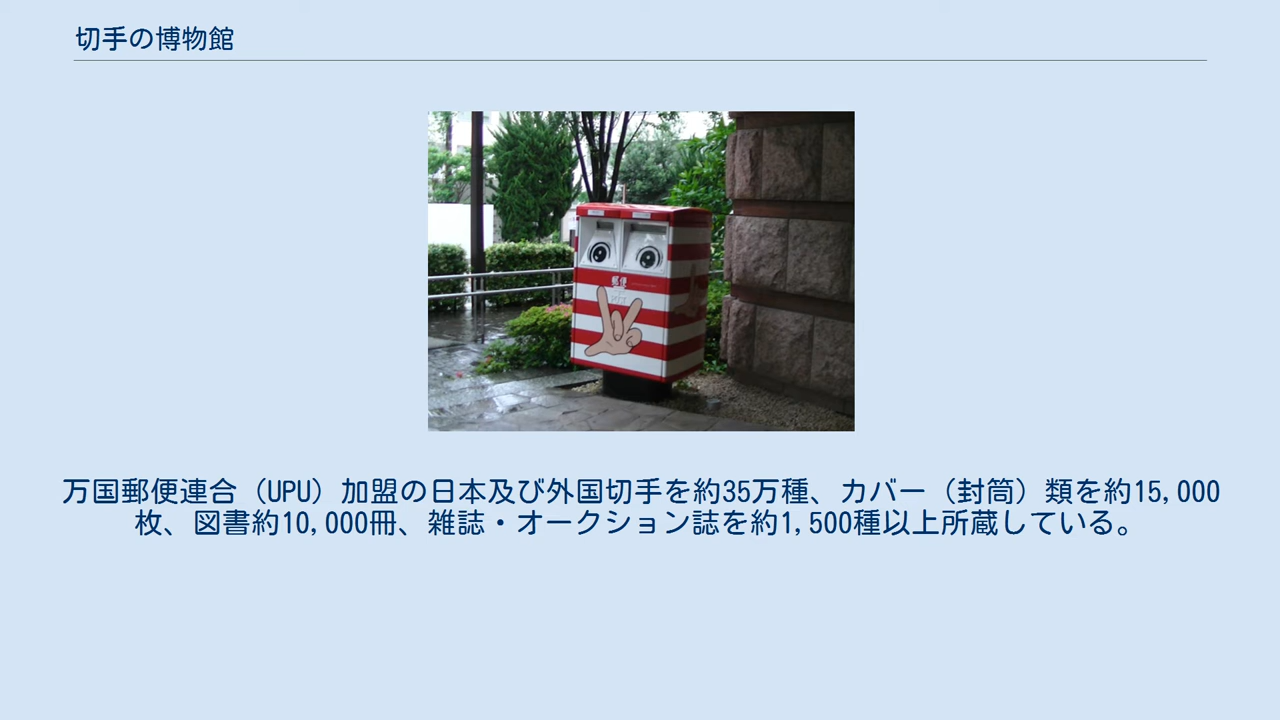 切手の博物館
郵便
POST
万国郵便連合（UPU）加盟の日本及び外国切手を約35万種、カバー（封筒）類を約15,000
枚、図書約10,000冊、雑誌・オークション誌を約1,500種以上所蔵している。